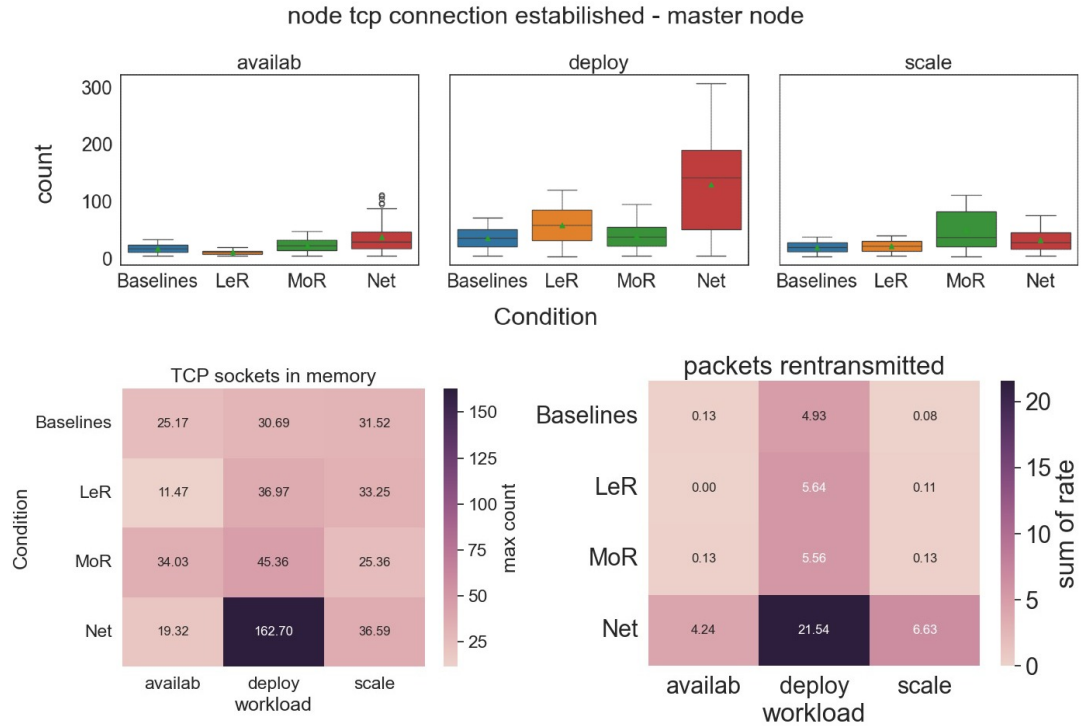 node tcp connection estabilished - master node
availab deploy scale
300
200
100
0
count
Baselines LeR MoR Net Baselines LeR MoR Net Baselines LeR MoR Net
Condition
TCP sockets in memory
Condition
Baselines 25.17 30.69 31.52
LeR 11.47 36.97 33.25
MoR 34.03 45.36 25.36
Net 19.32 162.70 36.59
availab deploy scale
workload
150
125
100
75
50
25
max count
packets rentransmitted
Baselines 0.13 4.93 0.08
LeR 0.00 5.64 0.11
MoR 0.13 5.56 0.13
Net 4.24 21.54 6.63
availab deploy scale
workload
20
15
10
5
0
sum of rate